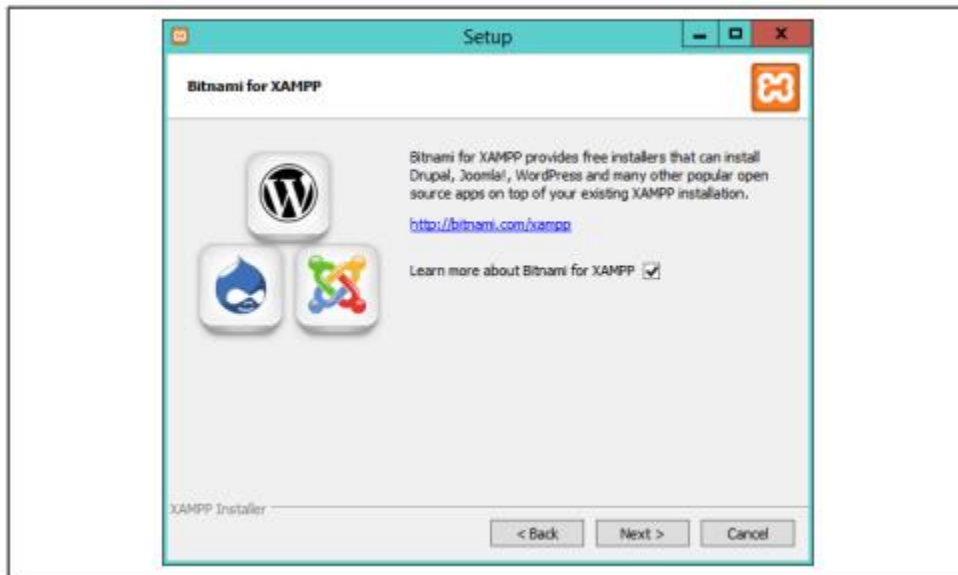 Setup
Bitnami for XAMPP
Bitnami for XAMPP provides free installers that can install
Drupal, Joomla!, WordPress and many other popular open
source apps on top of your existing XAMPP installation.
http://bitnami.com/xampp
Learn more about Bitnami for XAMPP
XAMPP Installer
< Back
Next >
Cancel